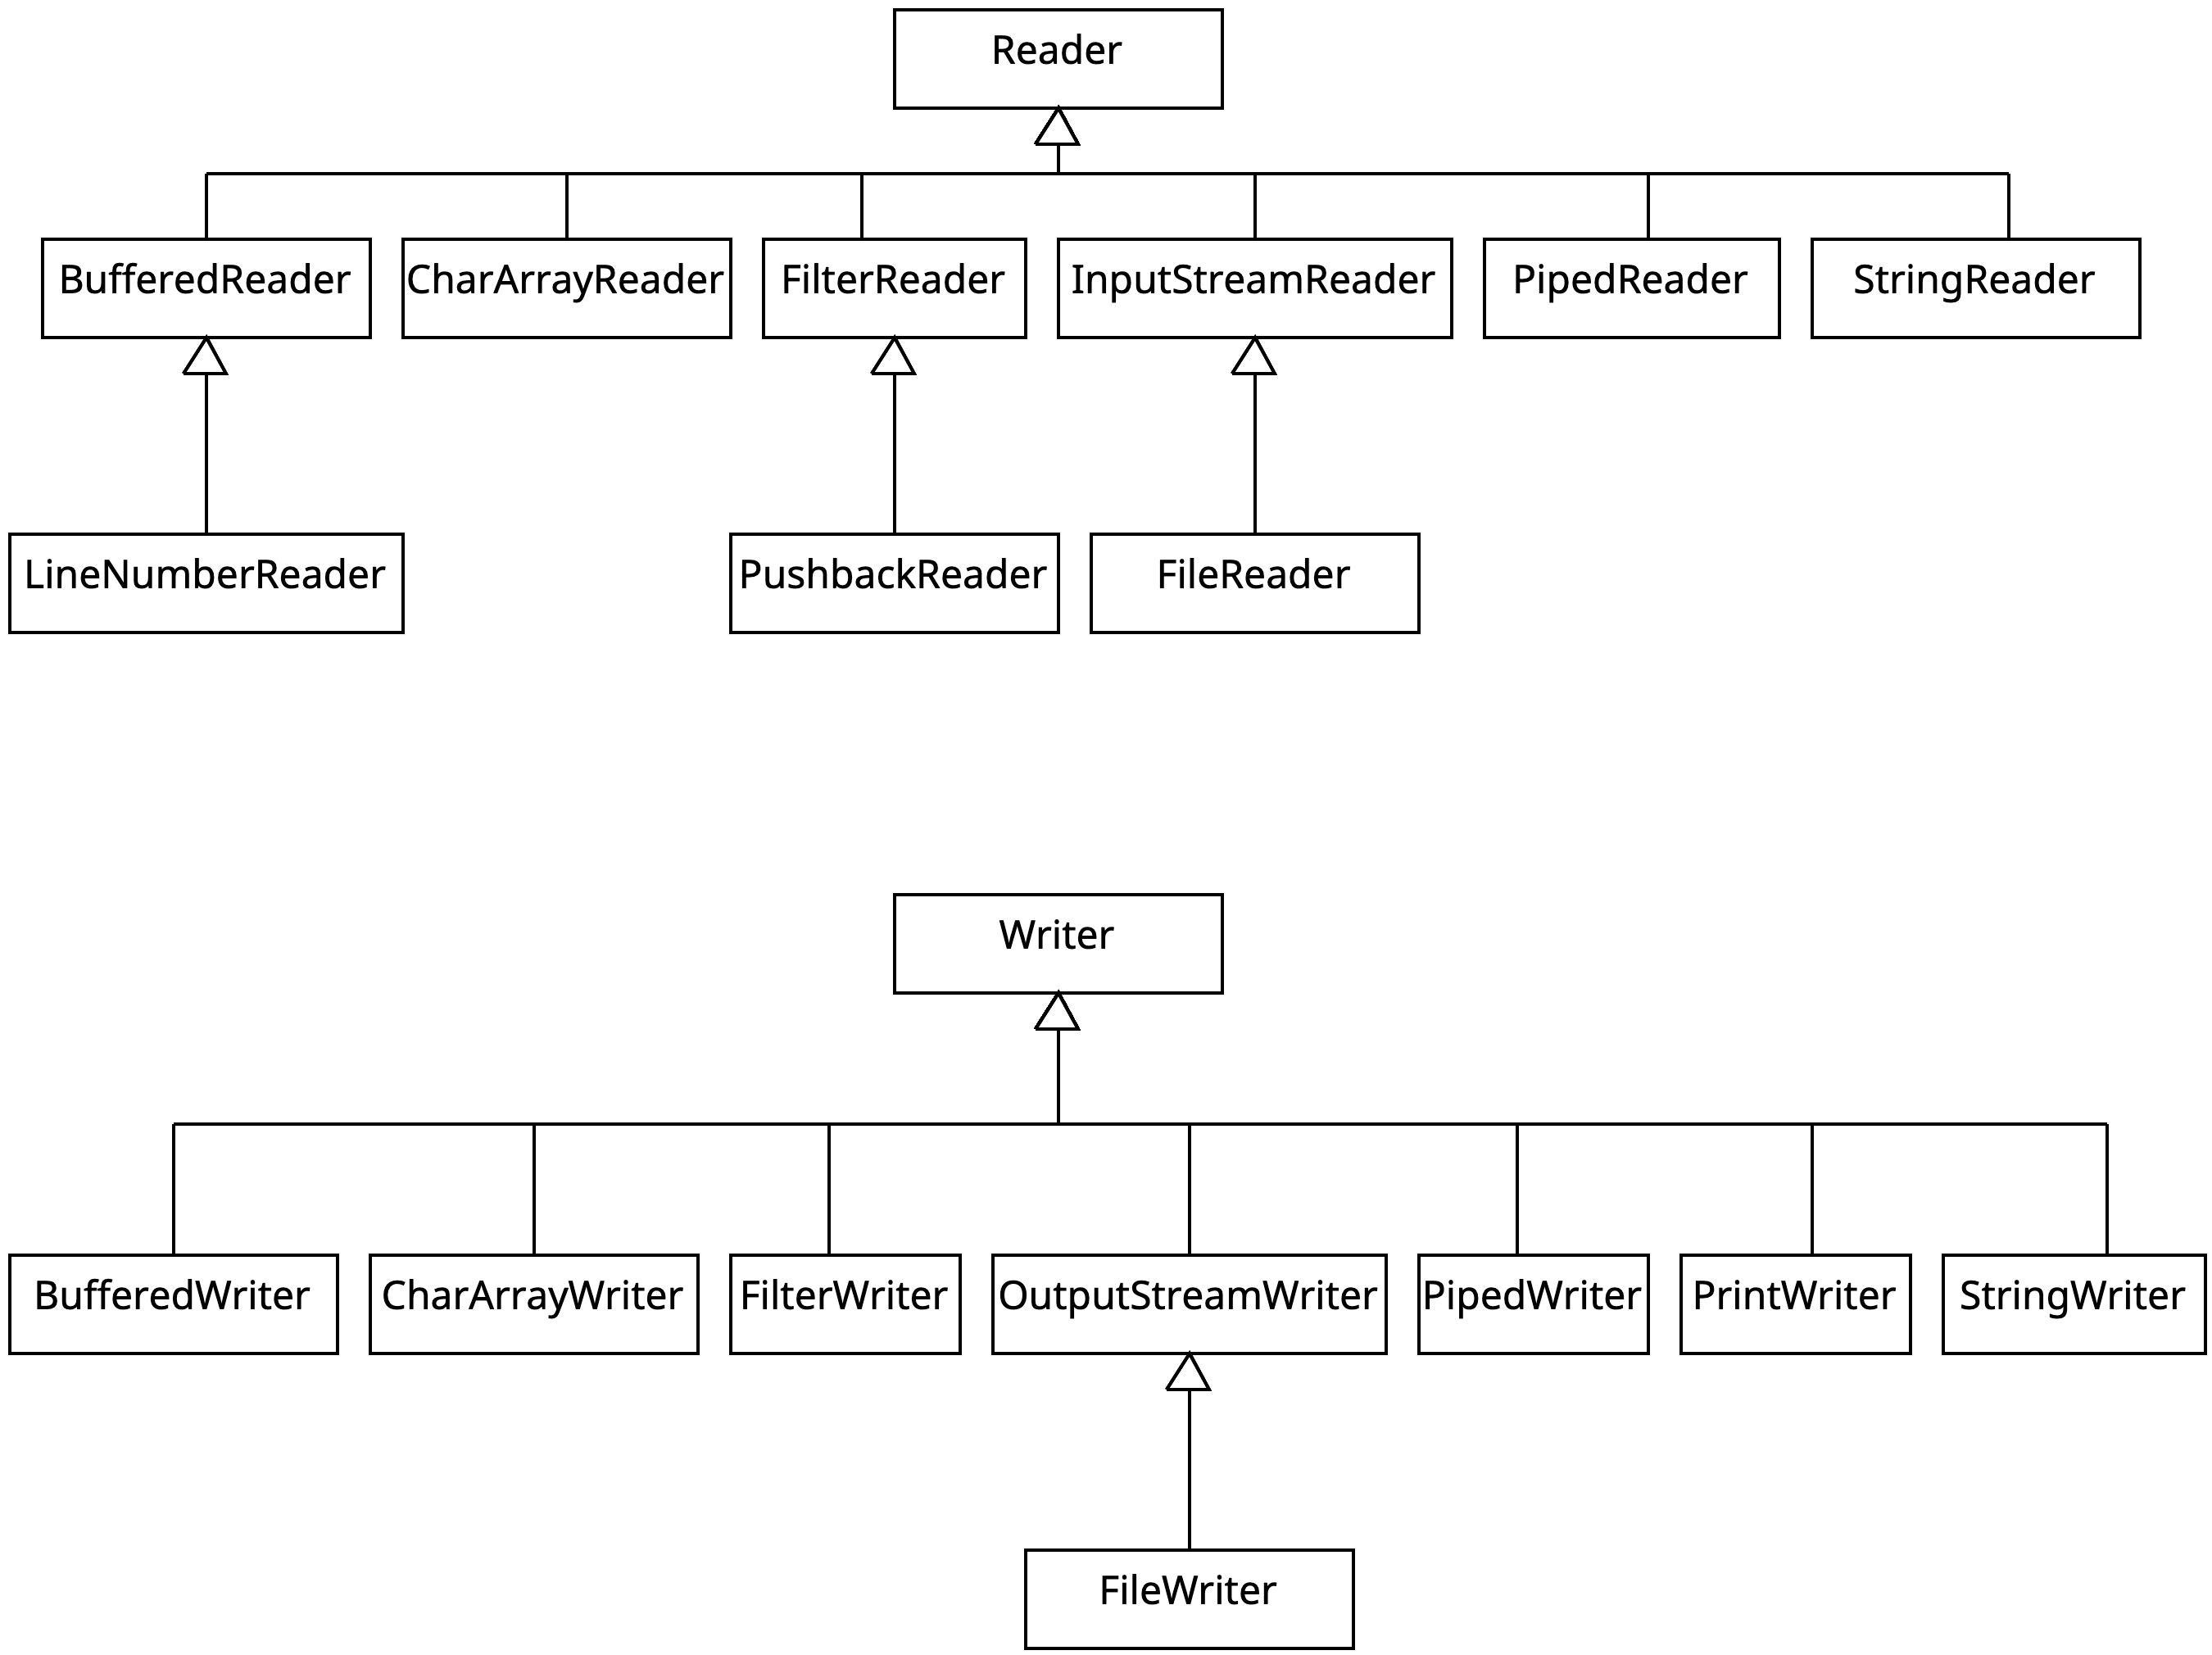 Reader
BufferedReader
CharArrayReader
FilterReader
InputStreamReader
PipedReader
StringReader
LineNumberReader
PushbackReader
FileReader
Writer
BufferedWriter
CharArrayWriter
FilterWriter
OutputStreamWriter
PipedWriter
PrintWriter
StringWriter
FileWriter